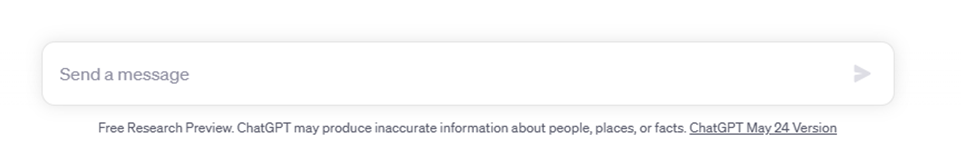 Send a message
Free Research Preview. ChatGPT may produce inaccurate information about people, places, or facts. ChatGPT May 24 Version